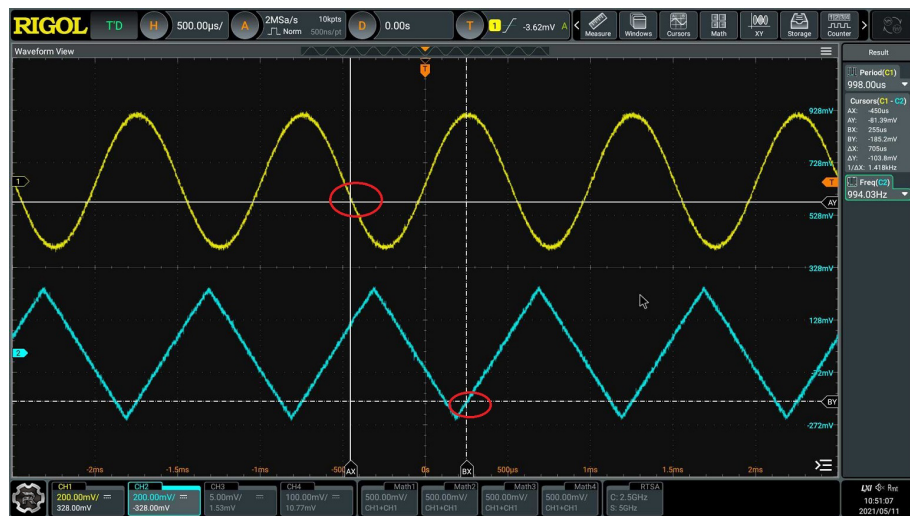 RIGOL T'D H 500.00µs/ A 2MSa/s 10kpts D 0.00s T 1 -3.62mV A Measure Windows Cursors Math XY Storage Counter
Norm 500ns/pt
Waveform View
Result
Period(C1)
998.00us
Cursors(C1 - C2)
AX: -450us
AY: -81.39mV
BX: 255us
BY: -185.2mV
ΔX: 705us
ΔY: -103.8mV
1/ΔX: 1.418kHz
Freq(C2)
994.03Hz
T
928mV
728mV
1
T
AY
528mV
328mV
128mV
2
-72mV
BY
-272mV
-2ms -1.5ms -1ms -500 AX 0s BX 500µs 1ms 1.5ms 2ms
CH1 CH2 CH3 CH4 Math1 Math2 Math3 Math4 RTSA
200.00mV/ 200.00mV/ 5.00mV/ 100.00mV/ 500.00mV/ 500.00mV/ 500.00mV/ 500.00mV/ C: 2.5GHz
328.00mV -328.00mV 1.53mV 10.77mV CH1+CH1 CH1+CH1 CH1+CH1 CH1+CH1 S: 5GHz
LXI Rmt
10:51:07
2021/05/11